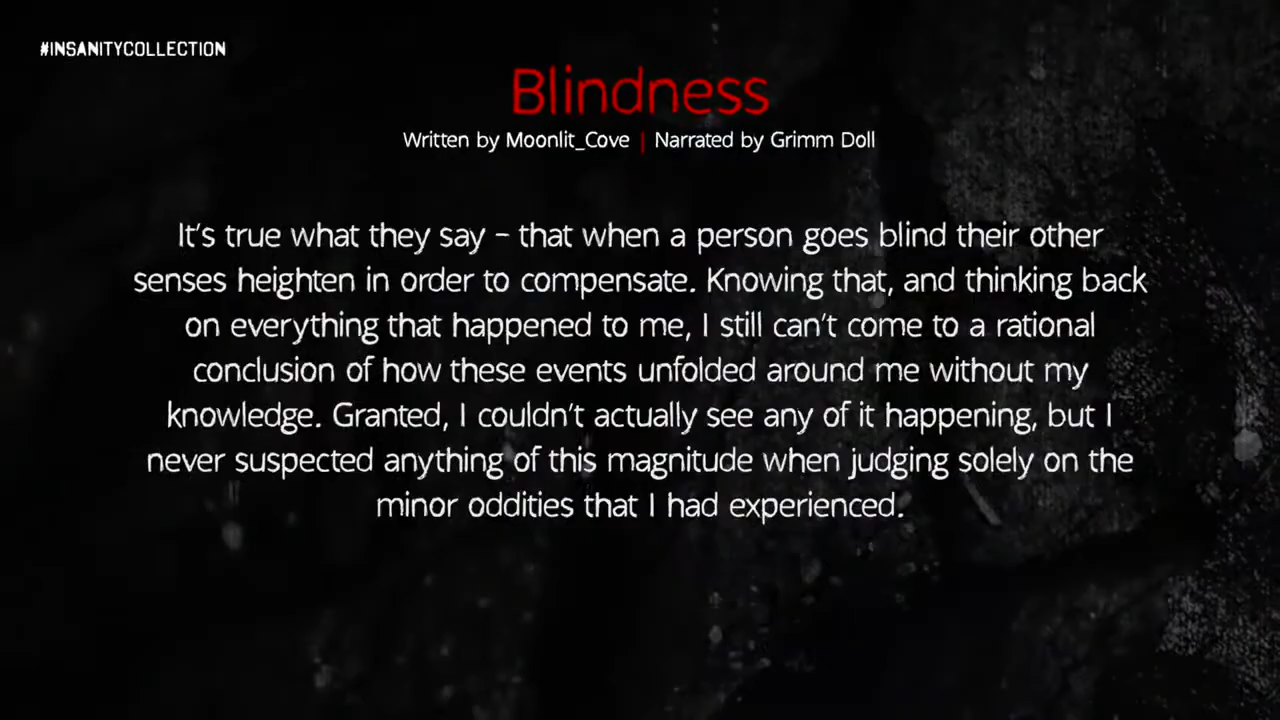 #INSANITYCOLLECTION
Blindness
Written by Moonlit_Cove | Narrated by Grimm Doll
It's true what they say – that when a person goes blind their other
senses heighten in order to compensate. Knowing that, and thinking back
on everything that happened to me, I still can't come to a rational
conclusion of how these events unfolded around me without my
knowledge. Granted, I couldn't actually see any of it happening, but I
never suspected anything of this magnitude when judging solely on the
minor oddities that I had experienced.